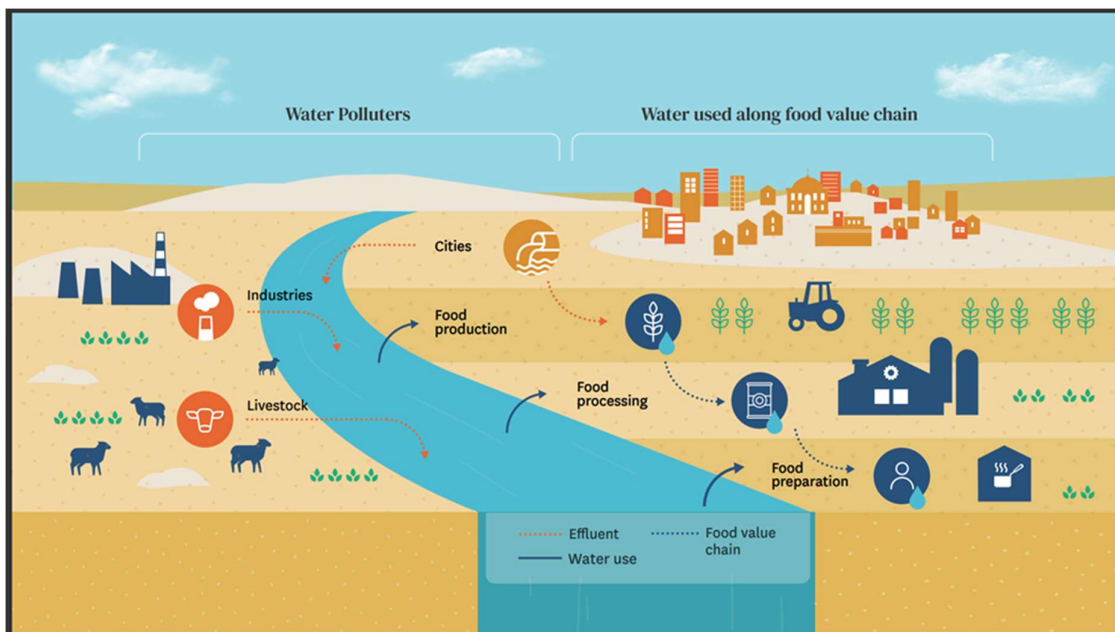 Water Polluters
Water used along food value chain
Cities
Industries
Food
production
Food
processing
Livestock
Food
preparation
Effluent
Water use
Food value
chain